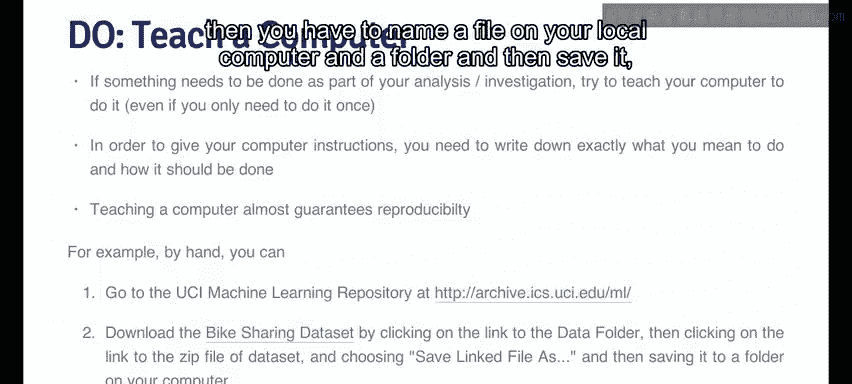 then you have to name a file on your local
computer and a folder and then save it,
DO: Teach a Computer
· If something needs to be done as part of your analysis / investigation, try to teach your computer to
do it (even if you only need to do it once)
· In order to give your computer instructions, you need to write down exactly what you mean to do
and how it should be done
· Teaching a computer almost guarantees reproducibilty
For example, by hand, you can
1. Go to the UCI Machine Learning Repository at http://archive.ics.uci.edu/ml/
2. Download the Bike Sharing Dataset by clicking on the link to the Data Folder, then clicking on the
link to the zip file of dataset, and choosing "Save Linked File As..." and then saving it to a folder
on your computer